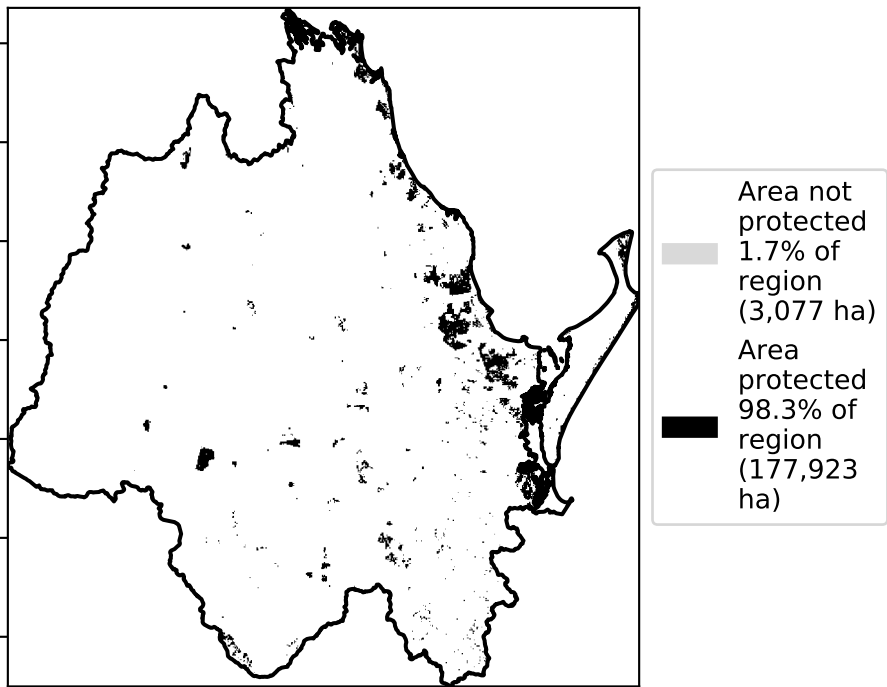 Area not
protected
1.7% of
region
(3,077 ha)
Area
protected
98.3% of
region
(177,923
ha)